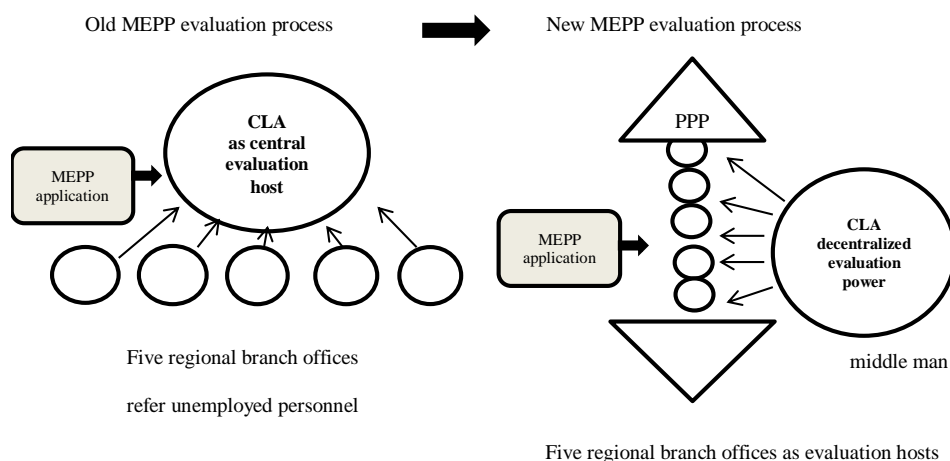 Old MEPP evaluation process
New MEPP evaluation process
CLA
as central
evaluation
host
MEPP
application
Five regional branch offices
refer unemployed personnel
PPP
MEPP
application
CLA
decentralized
evaluation
power
middle man
Five regional branch offices as evaluation hosts